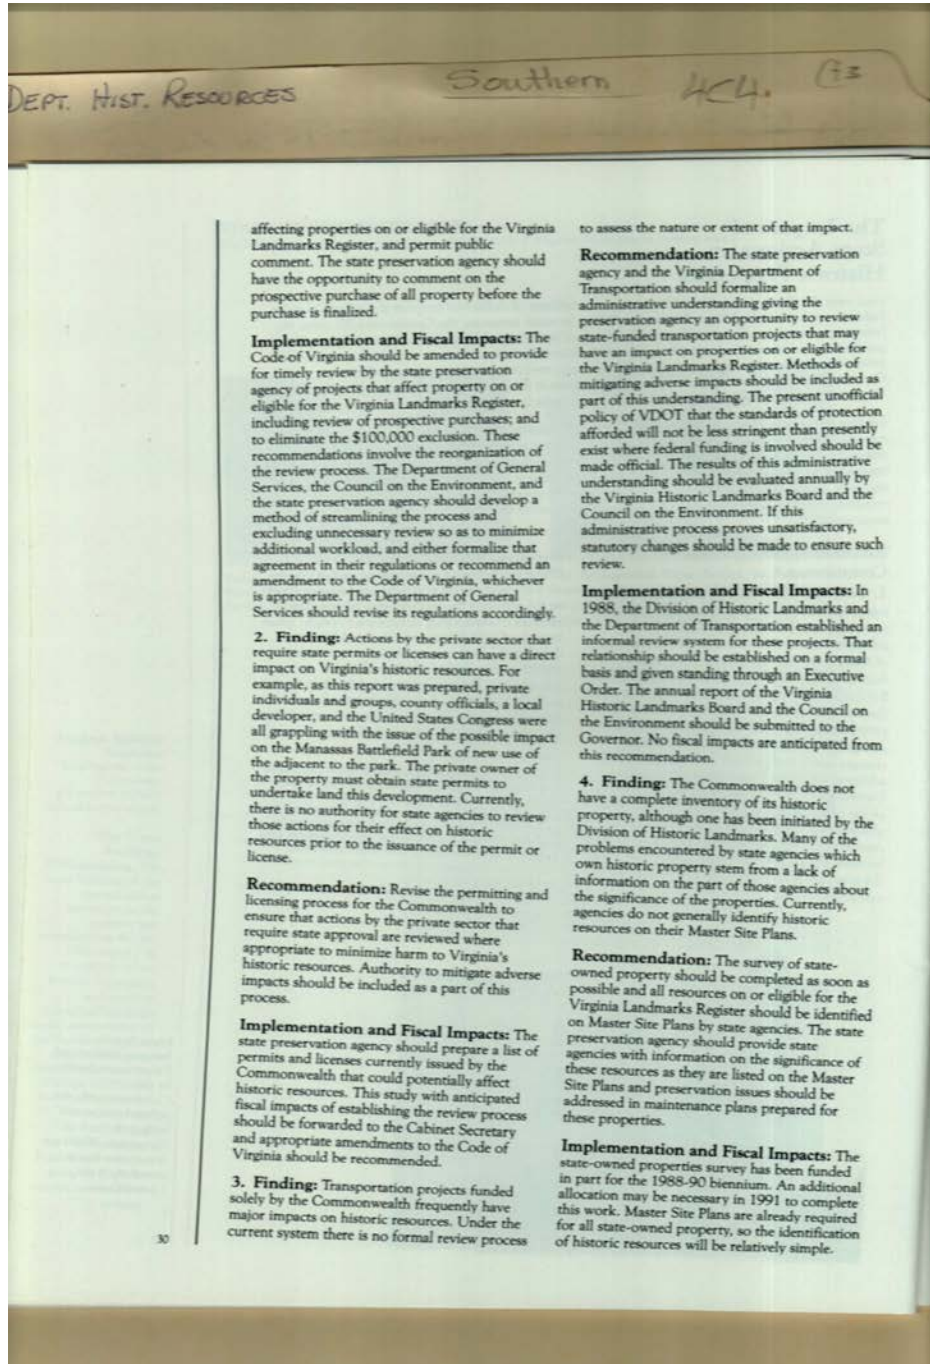 DEPT. HIST. RESOURCES
Southern
4C4.
affecting properties on or eligible for the Virginia
Landmarks Register, and permit public
comment. The state preservation agency should
have the opportunity to comment on the
prospective purchase of all property before the
purchase is finalized.
Implementation and Fiscal Impacts: The
Code of Virginia should be amended to provide
for timely review by the state preservation
agency of projects that affect property on or
eligible for the Virginia Landmarks Register,
including review of prospective purchases; and
to eliminate the $100,000 exclusion. These
recommendations involve the reorganization of
the review process. The Department of General
Services, the Council on the Environment, and
the state preservation agency should develop a
method of streamlining the process and
excluding unnecessary review so as to minimize
additional workload, and either formalize that
agreement in their regulations or recommend an
amendment to the Code of Virginia, whichever
is appropriate. The Department of General
Services should revise its regulations accordingly.
2. Finding: Actions by the private sector that
require state permits or licenses can have a direct
impact on Virginia's historic resources. For
example, as this report was prepared, private
individuals and groups, county officials, a local
developer, and the United States Congress were
all grappling with the issue of the possible impact
on the Manassas Battlefield Park of new use of
the adjacent to the park. The private owner of
the property must obtain state permits to
undertake land this development. Currently,
there is no authority for state agencies to review
those actions for their effect on historic
resources prior to the issuance of the permit or
license.
Recommendation: Revise the permitting and
licensing process for the Commonwealth to
ensure that actions by the private sector that
require state approval are reviewed where
appropriate to minimize harm to Virginia's
historic resources. Authority to mitigate adverse
impacts should be included as a part of this
process.
Implementation and Fiscal Impacts: The
state preservation agency should prepare a list of
permits and licenses currently issued by the
Commonwealth that could potentially affect
historic resources. This study with anticipated
fiscal impacts of establishing the review process
should be forwarded to the Cabinet Secretary
and appropriate amendments to the Code of
Virginia should be recommended.
3. Finding: Transportation projects funded
solely by the Commonwealth frequently have
major impacts on historic resources. Under the
current system there is no formal review process
to assess the nature or extent of that impact.
Recommendation: The state preservation
agency and the Virginia Department of
Transportation should formalize an
administrative understanding giving the
preservation agency an opportunity to review
state-funded transportation projects that may
have an impact on properties on or eligible for
the Virginia Landmarks Register. Methods of
mitigating adverse impacts should be included as
part of this understanding. The present unofficial
policy of VDOT that the standards of protection
afforded will not be less stringent than presently
exist where federal funding is involved should be
made official. The results of this administrative
understanding should be evaluated annually by
the Virginia Historic Landmarks Board and the
Council on the Environment. If this
administrative process proves unsatisfactory,
statutory changes should be made to ensure such
review.
Implementation and Fiscal Impacts: In
1988, the Division of Historic Landmarks and
the Department of Transportation established an
informal review system for these projects. That
relationship should be established on a formal
basis and given standing through an Executive
Order. The annual report of the Virginia
Historic Landmarks Board and the Council on
the Environment should be submitted to the
Governor. No fiscal impacts are anticipated from
this recommendation.
4. Finding: The Commonwealth does not
have a complete inventory of its historic
property, although one has been initiated by the
Division of Historic Landmarks. Many of the
problems encountered by state agencies which
own historic property stem from a lack of
information on the part of those agencies about
the significance of the properties. Currently,
agencies do not generally identify historic
resources on their Master Site Plans.
Recommendation: The survey of state-
owned property should be completed as soon as
possible and all resources on or eligible for the
Virginia Landmarks Register should be identified
on Master Site Plans by state agencies. The state
preservation agency should provide state
agencies with information on the significance of
these resources as they are listed on the Master
Site Plans and preservation issues should be
addressed in maintenance plans prepared for
these properties.
Implementation and Fiscal Impacts: The
state-owned properties survey has been funded
in part for the 1988-90 biennium. An additional
allocation may be necessary in 1991 to complete
this work. Master Site Plans are already required
for all state-owned property, so the identification
of historic resources will be relatively simple.
30